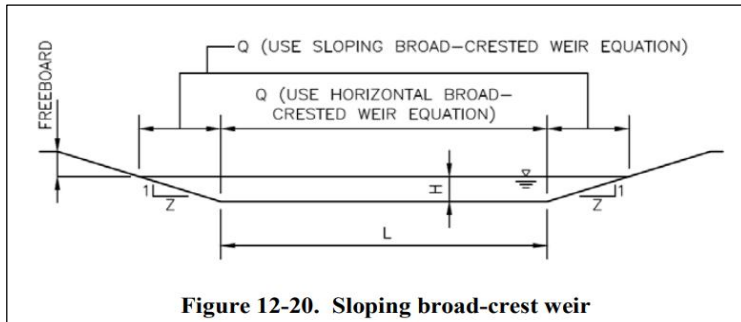 Q (USE SLOPING BROAD-CRESTED WEIR EQUATION)
FREEBOARD
Q (USE HORIZONTAL BROAD-
CRESTED WEIR EQUATION)
1
Z
H
1
Z
L
Figure 12-20. Sloping broad-crest weir